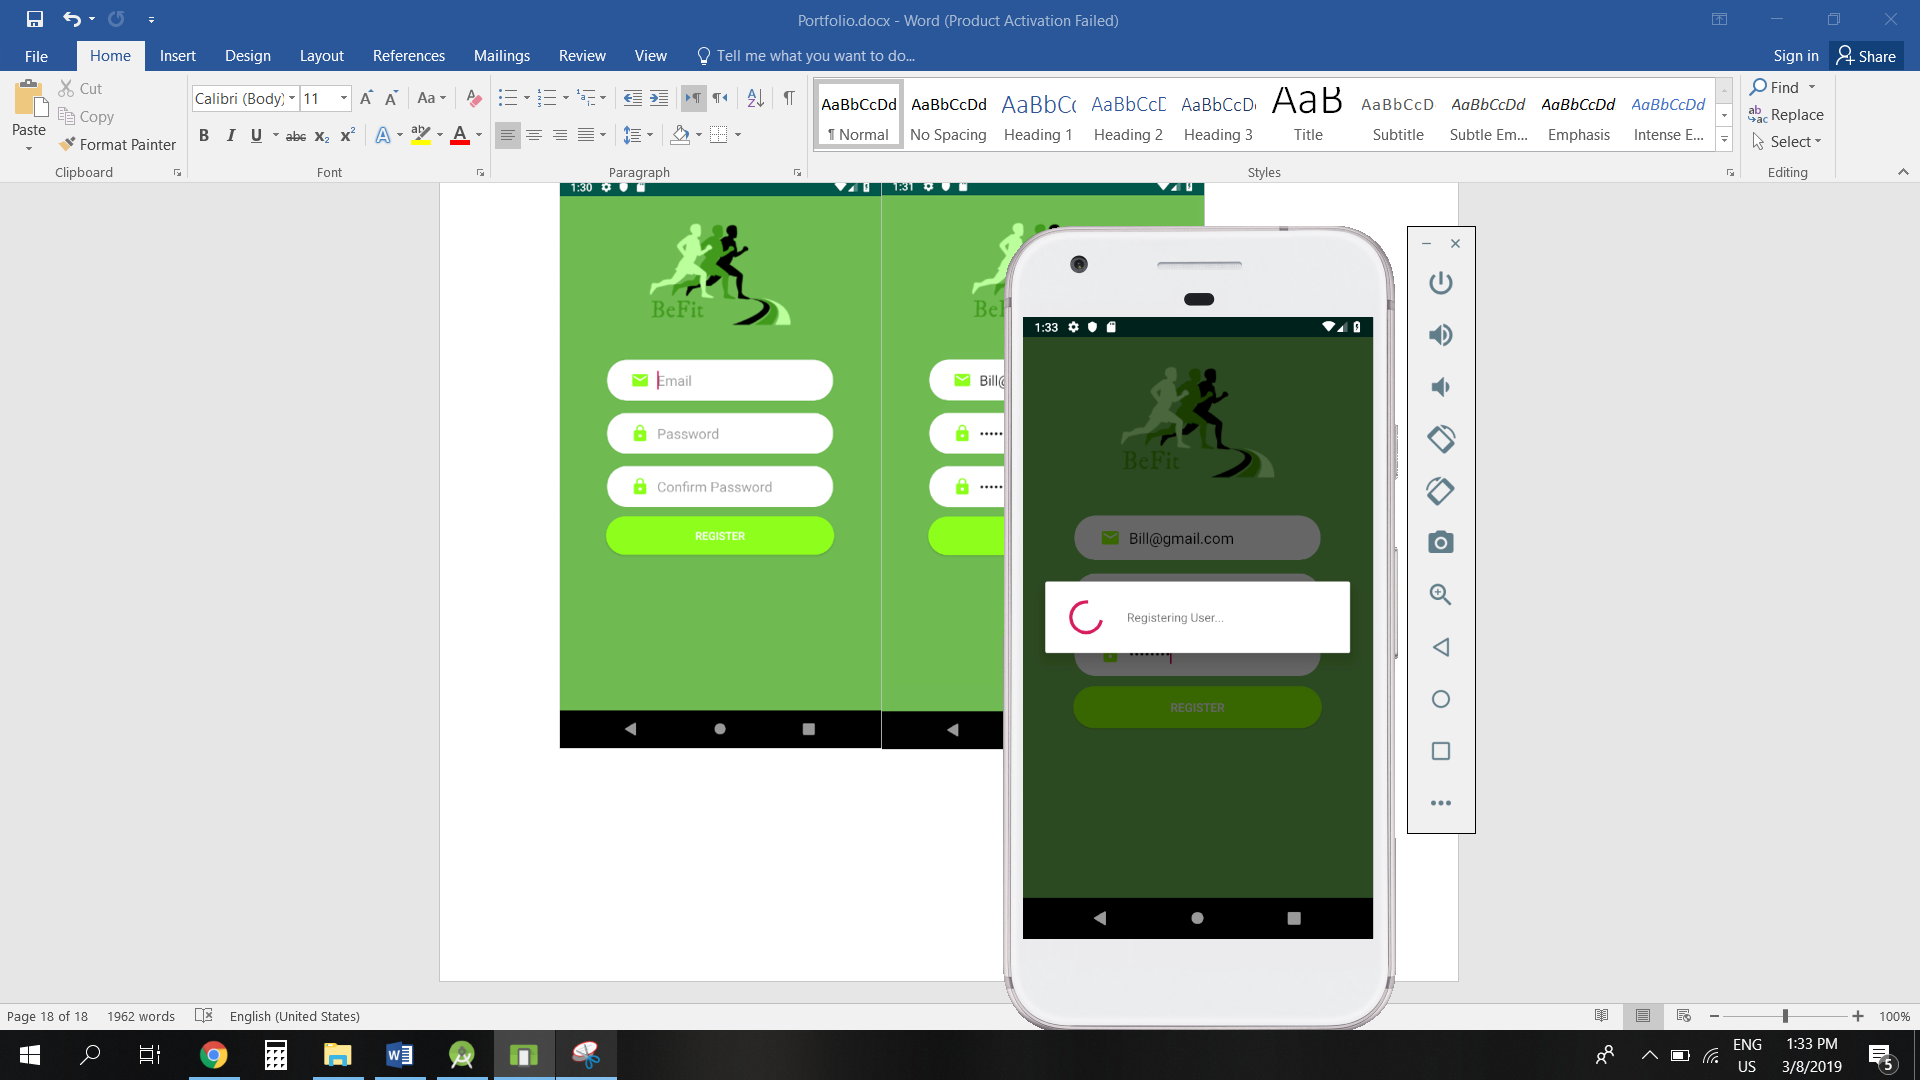 Portfolio.docx - Word (Product Activation Failed)
File Home Insert Design Layout References Mailings Review View Tell me what you want to do... Sign in Share
Paste
Cut
Copy
Format Painter
Clipboard
Calibri (Body) 11
Font
Paragraph
AaBbCcDd AaBbCcDd AaBbCc AaBbCcD AaBbCcDd AaB AaBbCcD AaBbCcDd AaBbCcDd AaBbCcDd
¶ Normal No Spacing Heading 1 Heading 2 Heading 3 Title Subtitle Subtle Em... Emphasis Intense E...
Styles
Find
Replace
Select
Editing
1:30
BeFit
Email
Password
Confirm Password
REGISTER
1:31
BeF
Bill@
1:33
BeFit
Bill@gmail.com
Registering User...
REGISTER
Page 18 of 18 1962 words English (United States) 100%
ENG
US
1:33 PM
3/8/2019
5